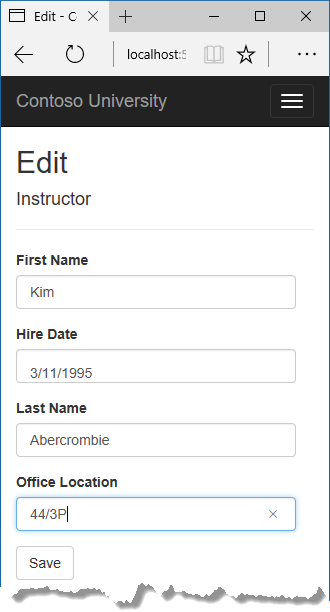 Edit - C
localhost:5
Contoso University
Edit
Instructor
First Name
Kim
Hire Date
3/11/1995
Last Name
Abercrombie
Office Location
44/3P
Save